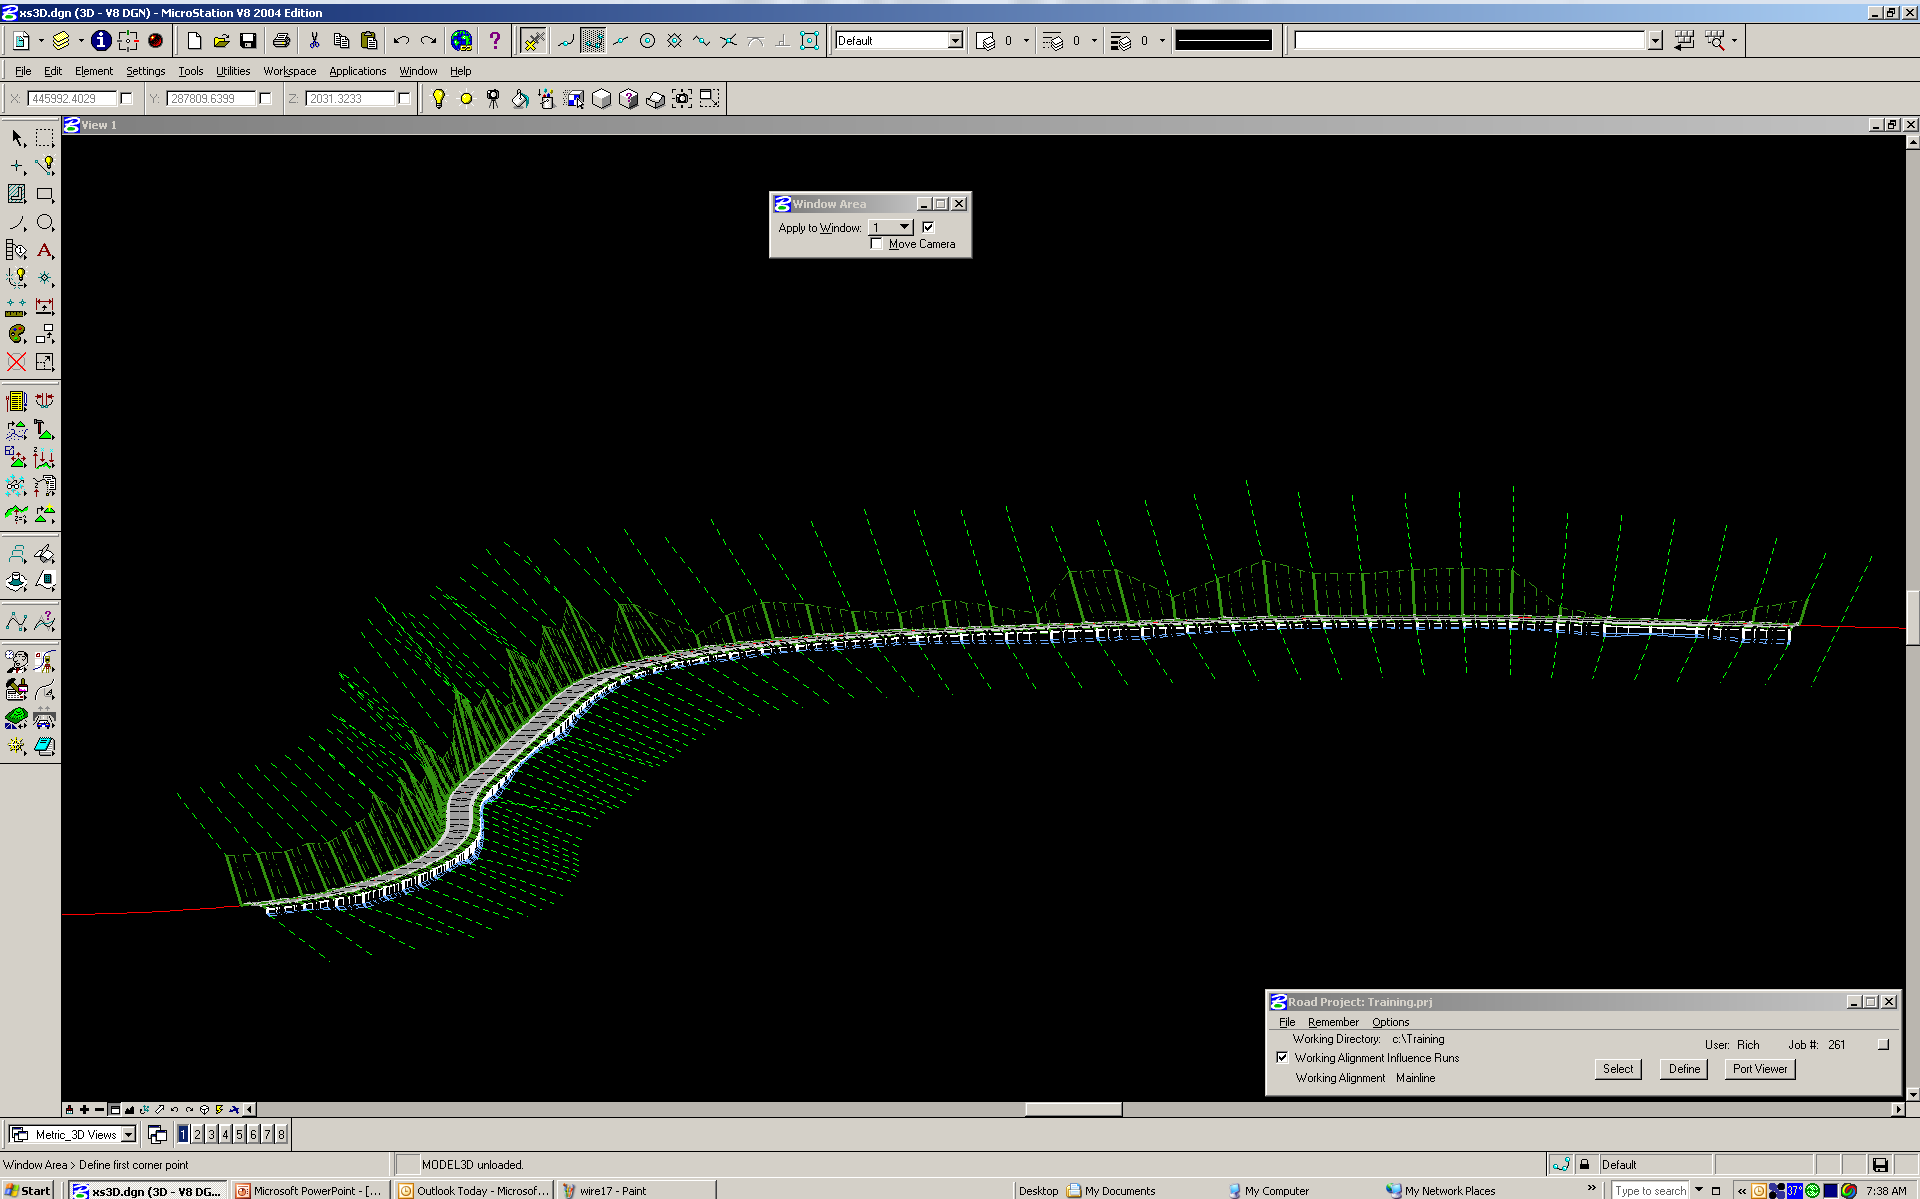 xs3D.dgn (3D - V8 DGN) - MicroStation V8 2004 Edition
Default 0 0 0
File Edit Element Settings Tools Utilities Workspace Applications Window Help
X: 445992.4029 Y: 287809.6399 Z: 2031.3233
View 1
Window Area
Apply to Window: 1
Move Camera
Road Project: Training.prj
File Remember Options
Working Directory: c:\Training
User: Rich Job #: 261
Working Alignment Influence Runs
Select Define Port Viewer
Working Alignment Mainline
Metric_3D Views 1 2 3 4 5 6 7 8
Window Area > Define first corner point MODEL3D unloaded. Default
Start xs3D.dgn (3D - V8 DG... Microsoft PowerPoint - [... Outlook Today - Microsof... wire17 - Paint Desktop My Documents My Computer My Network Places » Type to search « 37° 7:38 AM